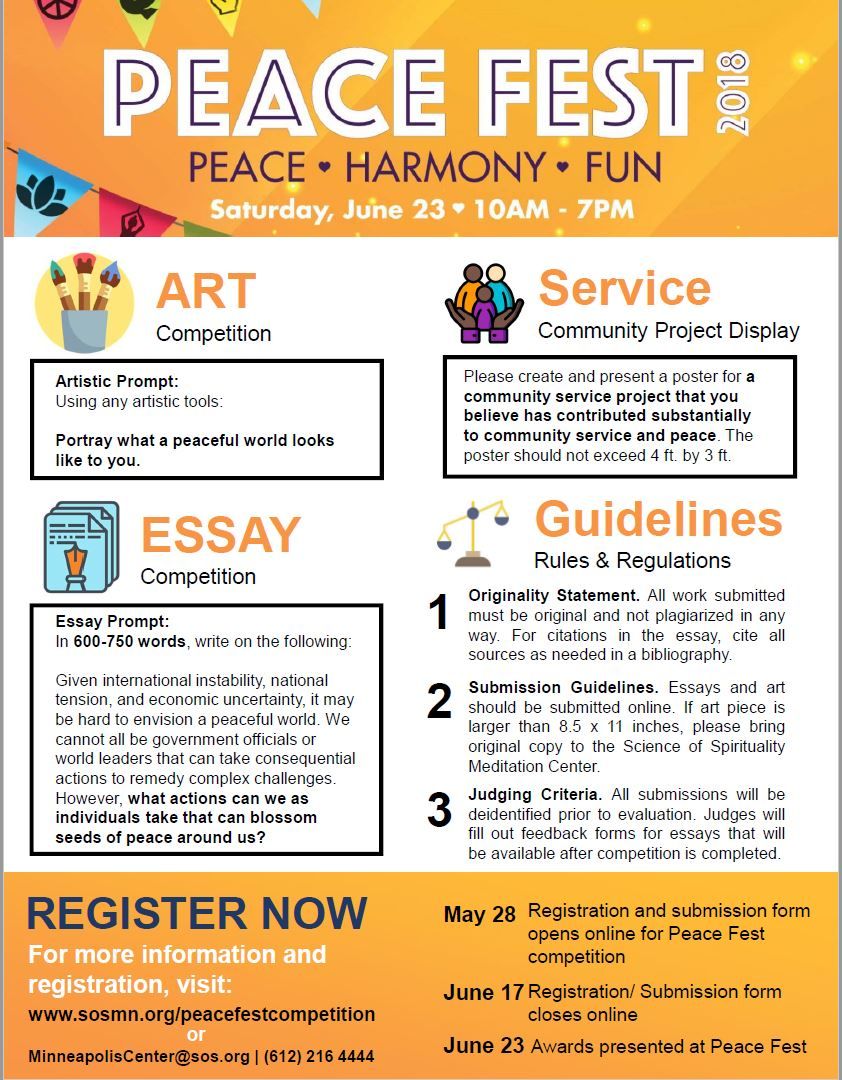 PEACE FEST 2018
PEACE ♥ HARMONY ♥ FUN
Saturday, June 23 ♥ 10AM - 7PM
ART
Competition
Artistic Prompt:
Using any artistic tools:
Portray what a peaceful world looks
like to you.
Service
Community Project Display
Please create and present a poster for a
community service project that you
believe has contributed substantially
to community service and peace. The
poster should not exceed 4 ft. by 3 ft.
ESSAY
Competition
Essay Prompt:
In 600-750 words, write on the following:
Given international instability, national
tension, and economic uncertainty, it may
be hard to envision a peaceful world. We
cannot all be government officials or
world leaders that can take consequential
actions to remedy complex challenges.
However, what actions can we as
individuals take that can blossom
seeds of peace around us?
Guidelines
Rules & Regulations
1 Originality Statement. All work submitted
must be original and not plagiarized in any
way. For citations in the essay, cite all
sources as needed in a bibliography.
2 Submission Guidelines. Essays and art
should be submitted online. If art piece is
larger than 8.5 x 11 inches, please bring
original copy to the Science of Spirituality
Meditation Center.
3 Judging Criteria. All submissions will be
deidentified prior to evaluation. Judges will
fill out feedback forms for essays that will
be available after competition is completed.
REGISTER NOW
For more information and
registration, visit:
www.sosmn.org/peacefestcompetition
or
MinneapolisCenter@sos.org | (612) 216 4444
May 28 Registration and submission form
opens online for Peace Fest
competition
June 17 Registration/ Submission form
closes online
June 23 Awards presented at Peace Fest